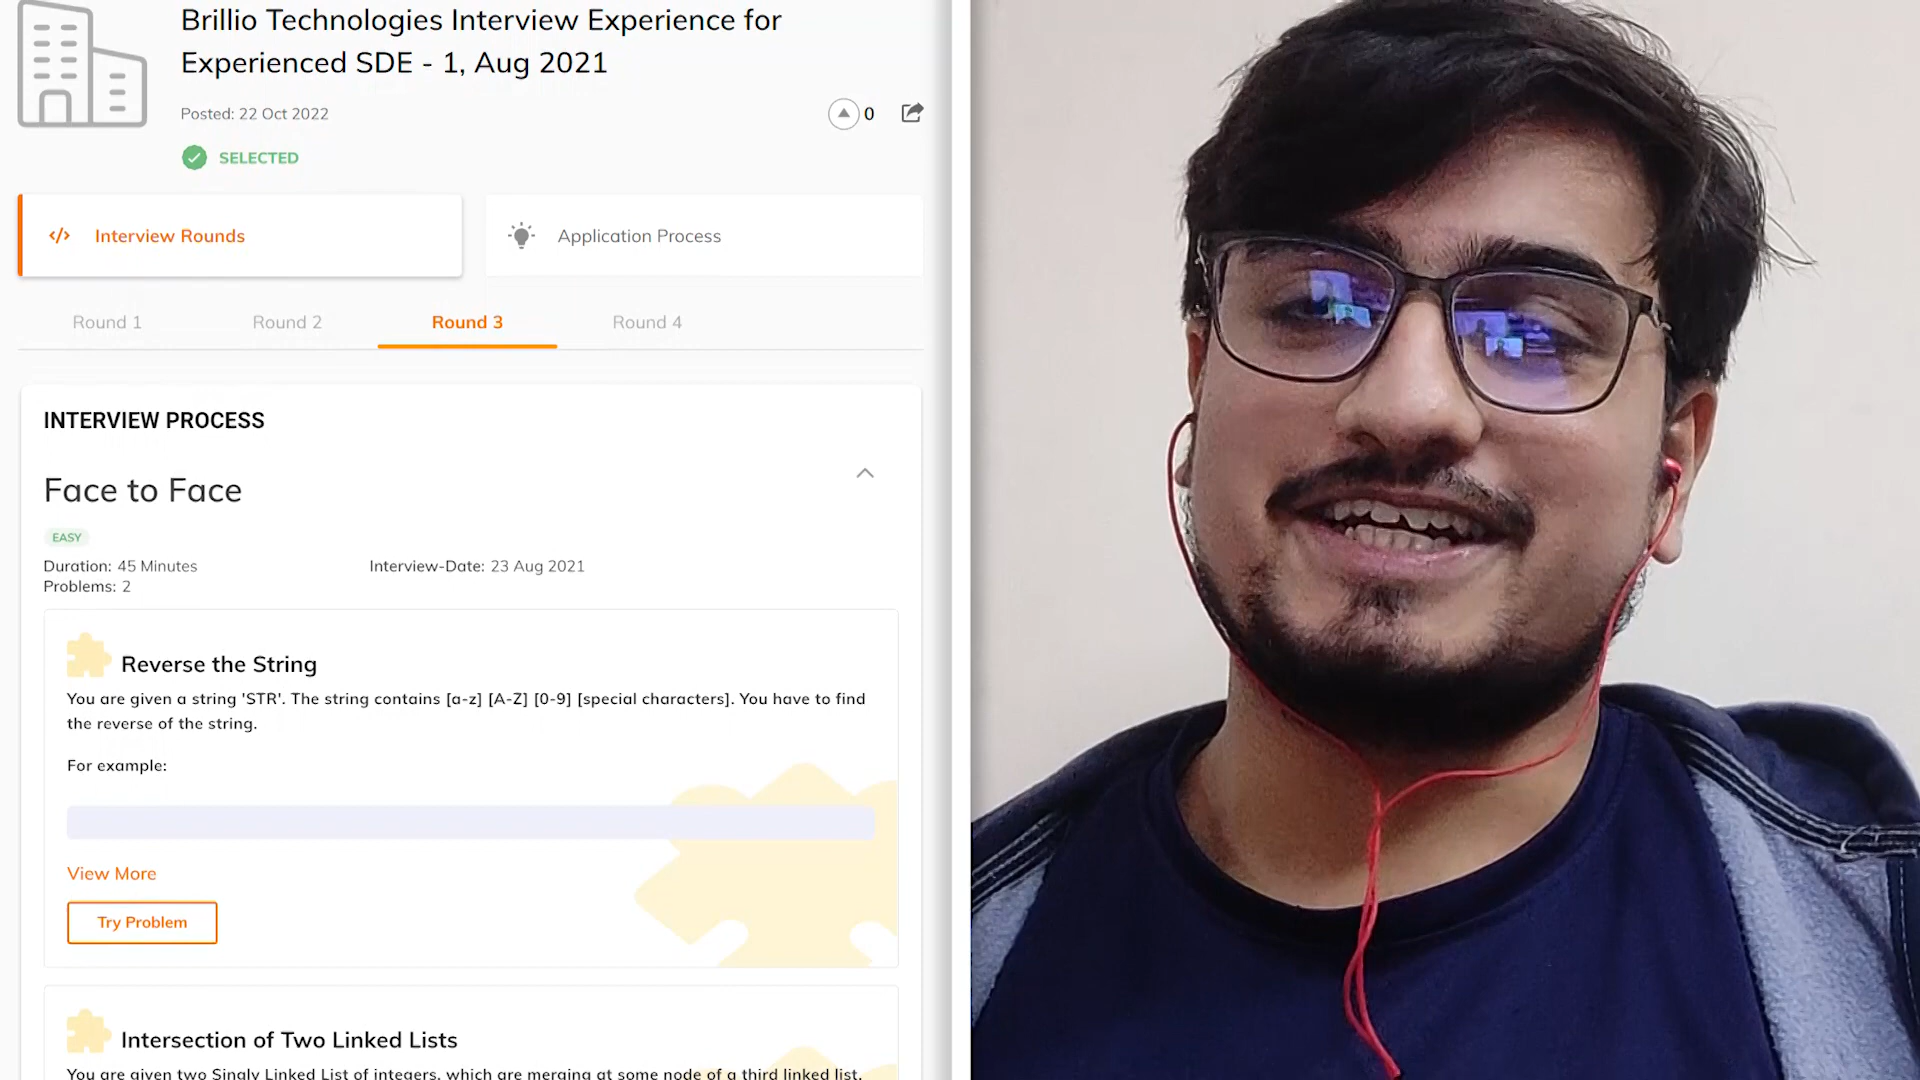 Brillio Technologies Interview Experience for
Experienced SDE - 1, Aug 2021
Posted: 22 Oct 2022
0
SELECTED
</> Interview Rounds
Application Process
Round 1 Round 2 Round 3 Round 4
INTERVIEW PROCESS
Face to Face
EASY
Duration: 45 Minutes Interview-Date: 23 Aug 2021
Problems: 2
Reverse the String
You are given a string 'STR'. The string contains [a-z] [A-Z] [0-9] [special characters]. You have to find
the reverse of the string.
For example:
View More
Try Problem
Intersection of Two Linked Lists
You are given two Singly Linked List of integers, which are merging at some node of a third linked list.